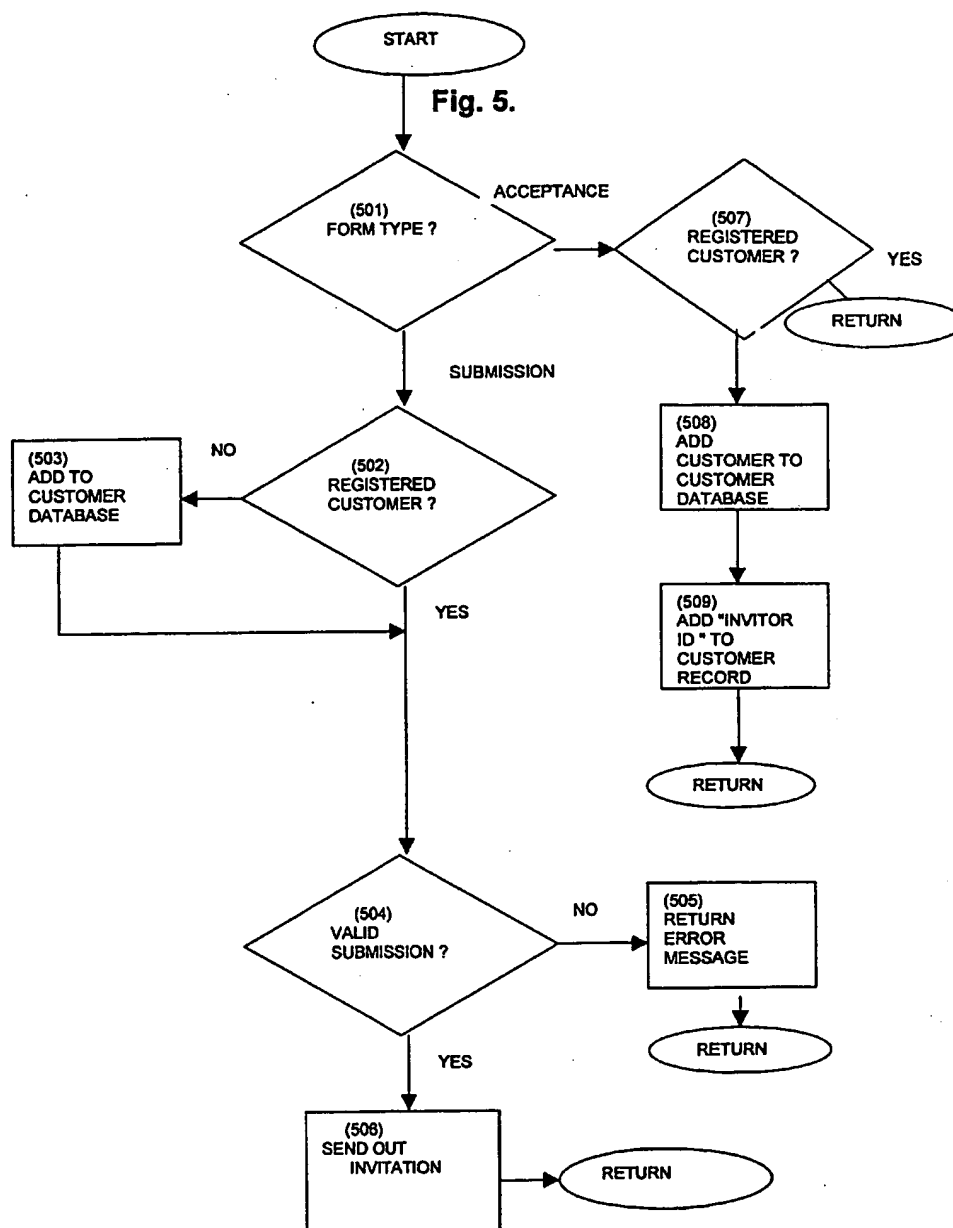 START
Fig. 5.
ACCEPTANCE
(501)
FORM TYPE ?
(507)
REGISTERED
CUSTOMER ?
YES
RETURN
SUBMISSION
(508)
ADD
CUSTOMER TO
CUSTOMER
DATABASE
NO
(503)
ADD TO
CUSTOMER
DATABASE
(502)
REGISTERED
CUSTOMER ?
YES
(509)
ADD "INVITOR
ID " TO
CUSTOMER
RECORD
RETURN
(504)
VALID
SUBMISSION ?
NO
(505)
RETURN
ERROR
MESSAGE
RETURN
YES
(506)
SEND OUT
INVITATION
RETURN